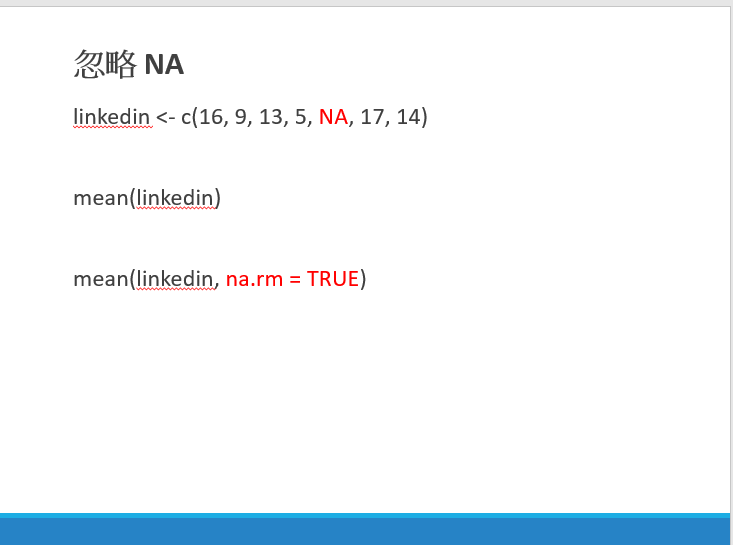 忽略 NA
linkedin <- c(16, 9, 13, 5, NA, 17, 14)
mean(linkedin)
mean(linkedin, na.rm = TRUE)